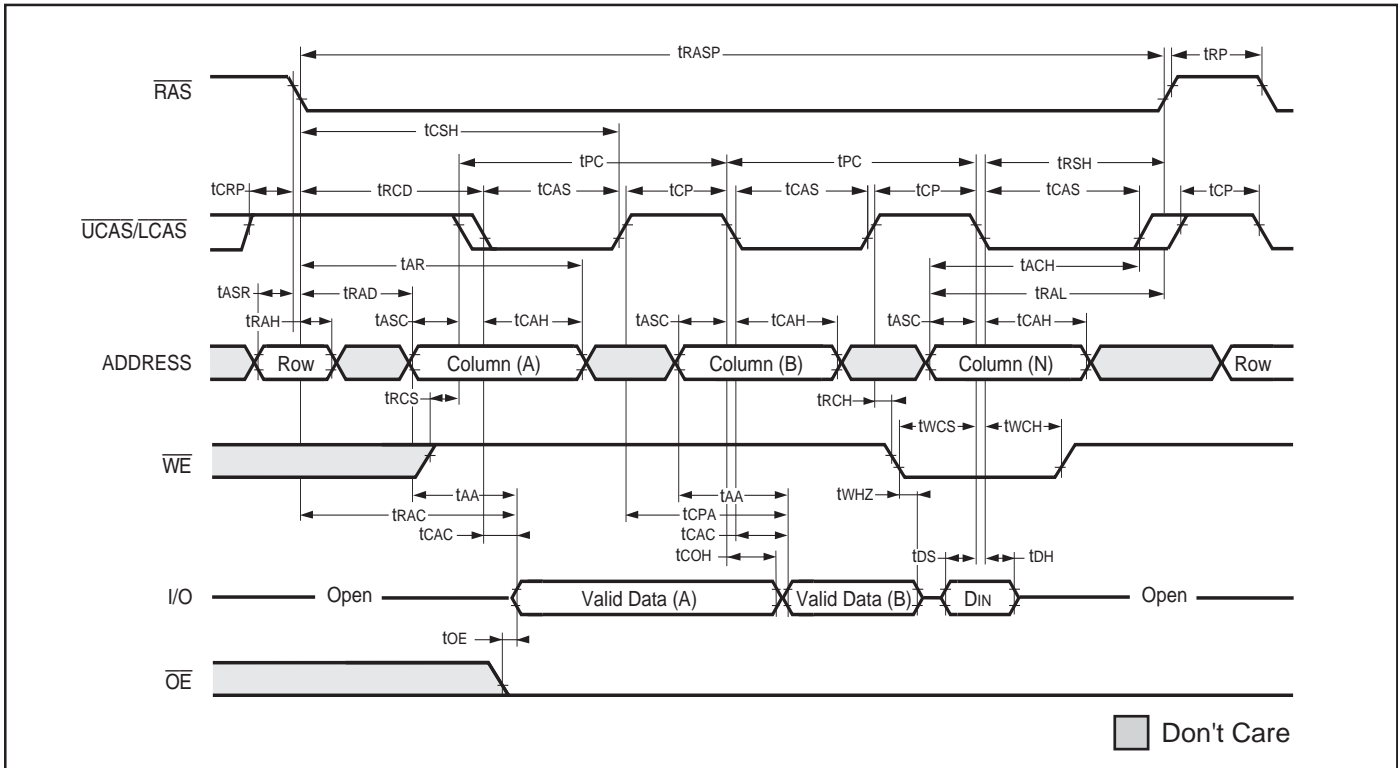 tRASP
tRP
RAS
tCSH
tPC
tPC
tRSH
tCRP
tRCD
tCAS
tCP
tCAS
tCP
tCAS
tCP
UCAS/LCAS
tAR
tACH
tASR
tRAD
tRAL
tRAH
tASC
tCAH
tASC
tCAH
tASC
tCAH
ADDRESS
Row
Column (A)
Column (B)
Column (N)
Row
tRCS
tRCH
tWCS
tWCH
WE
tAA
tAA
tWHZ
tRAC
tCPA
tCAC
tCAC
tCOH
tDS
tDH
I/O
Open
Valid Data (A)
Valid Data (B)
DIN
Open
tOE
OE
Don't Care